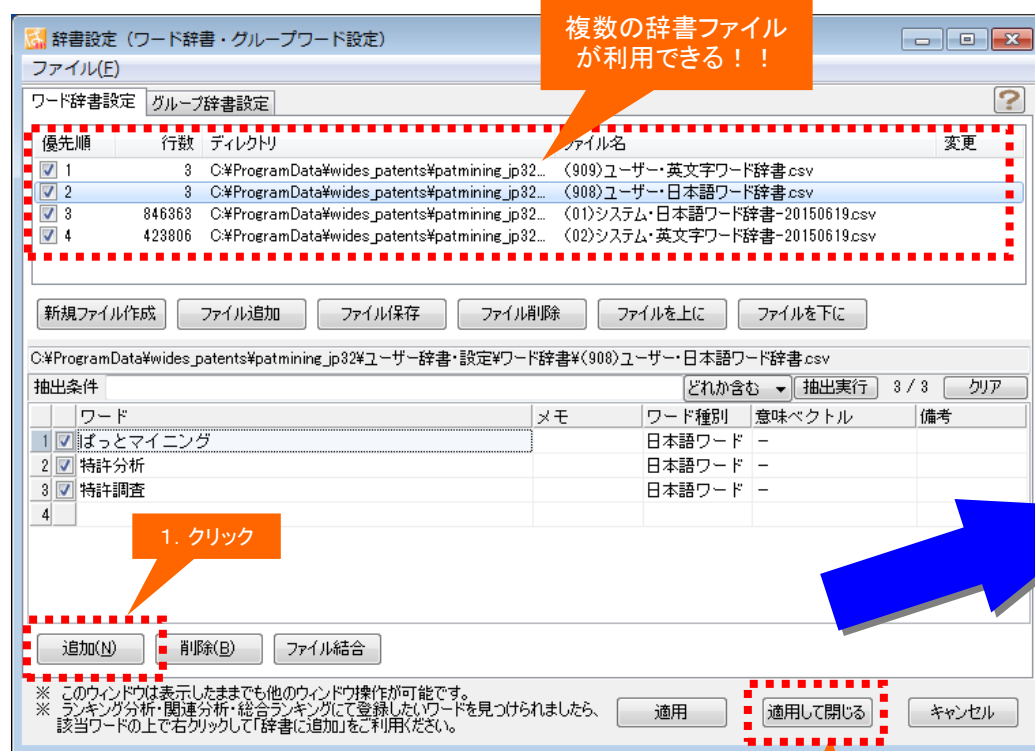 複数の辞書ファイル
が利用できる！！
辞書設定（ワード辞書・グループワード設定）
ファイル(F)
ワード辞書設定 グループ辞書設定
優先順 行数 ディレクトリ ファイル名 変更
1 3 C:¥ProgramData¥wides_patents¥patmining_jp32... (909)ユーザー・英文字ワード辞書.csv
2 3 C:¥ProgramData¥wides_patents¥patmining_jp32... (908)ユーザー・日本語ワード辞書.csv
3 846363 C:¥ProgramData¥wides_patents¥patmining_jp32... (01)システム・日本語ワード辞書-20150619.csv
4 423806 C:¥ProgramData¥wides_patents¥patmining_jp32... (02)システム・英文字ワード辞書-20150619.csv
新規ファイル作成 ファイル追加 ファイル保存 ファイル削除 ファイルを上に ファイルを下に
C:¥ProgramData¥wides_patents¥patmining_jp32¥ユーザー辞書・設定¥ワード辞書¥(908)ユーザー・日本語ワード辞書.csv
抽出条件 どれか含む 抽出実行 3 / 3 クリア
ワード メモ ワード種別 意味ベクトル 備考
1 ぱっとマイニング 日本語ワード －
2 特許分析 日本語ワード －
3 特許調査 日本語ワード －
4
1．クリック
追加(N) 削除(B) ファイル結合
※ このウィンドウは表示したままでも他のウィンドウ操作が可能です。
※ ランキング分析・関連分析・総合ランキングにて登録したいワードを見つけられましたら、
該当ワードの上で右クリックして「辞書に追加」をご利用ください。
適用 適用して閉じる キャンセル